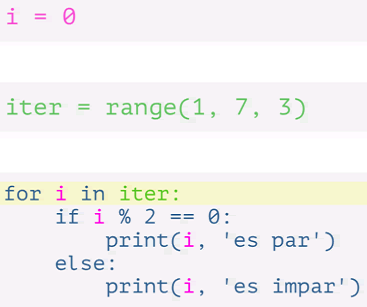 i = 0
iter = range(1, 7, 3)
for i in iter:
    if i % 2 == 0:
        print(i, 'es par')
    else:
        print(i, 'es impar')